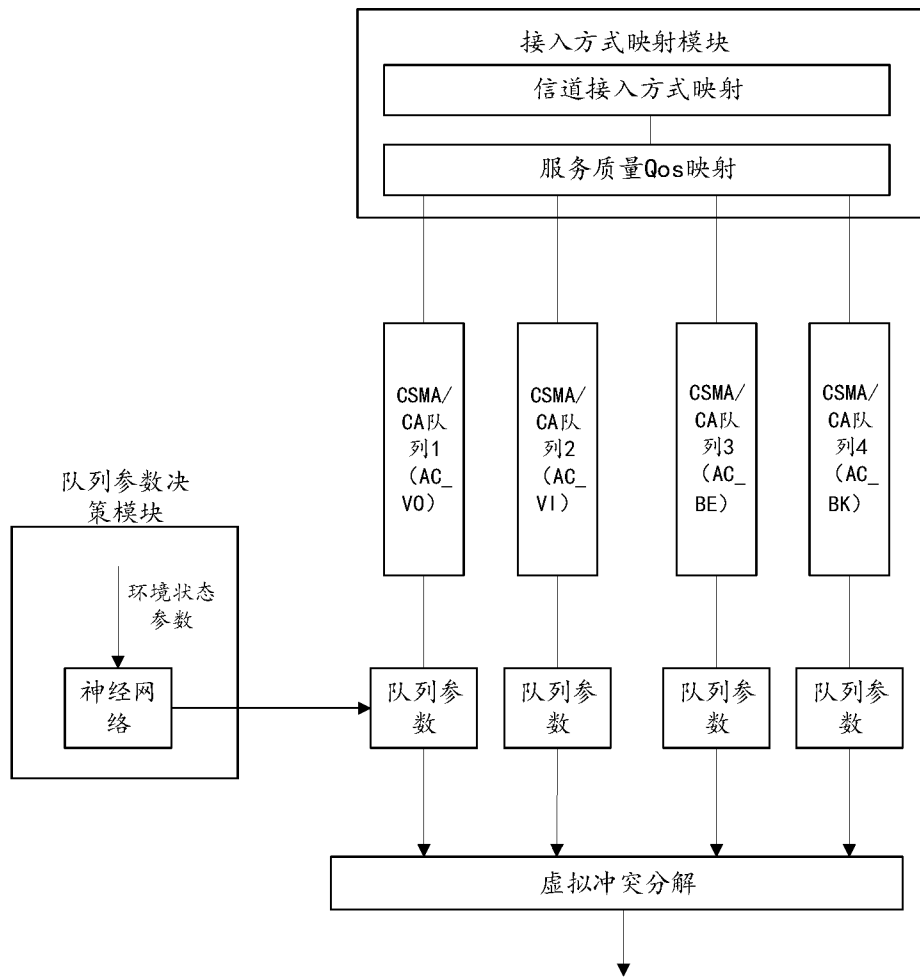 接入方式映射模块
信道接入方式映射
服务质量Qos映射
CSMA/
CA队
列1
（AC_
VO）
CSMA/
CA队
列2
（AC_
VI）
CSMA/
CA队
列3
（AC_
BE）
CSMA/
CA队
列4
（AC_
BK）
队列参数决
策模块
环境状态
参数
神经网
络
队列参
数
队列参
数
队列参
数
队列参
数
虚拟冲突分解